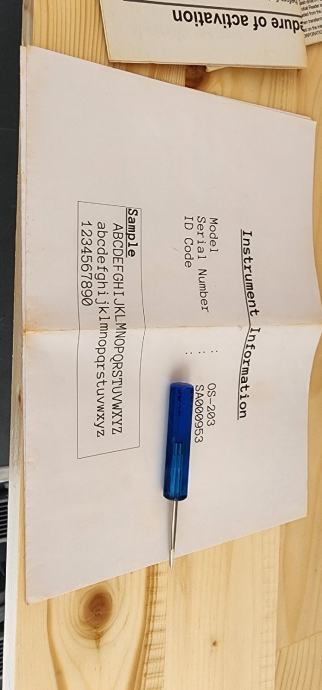 dure of activation
Instrument Information
Model : OS-203
Serial Number : SA000953
ID Code :
Sample
ABCDEFGHIJKLMNOPQRSTUVWXYZ
abcdefghijklmnopqrstuvwxyz
1234567890